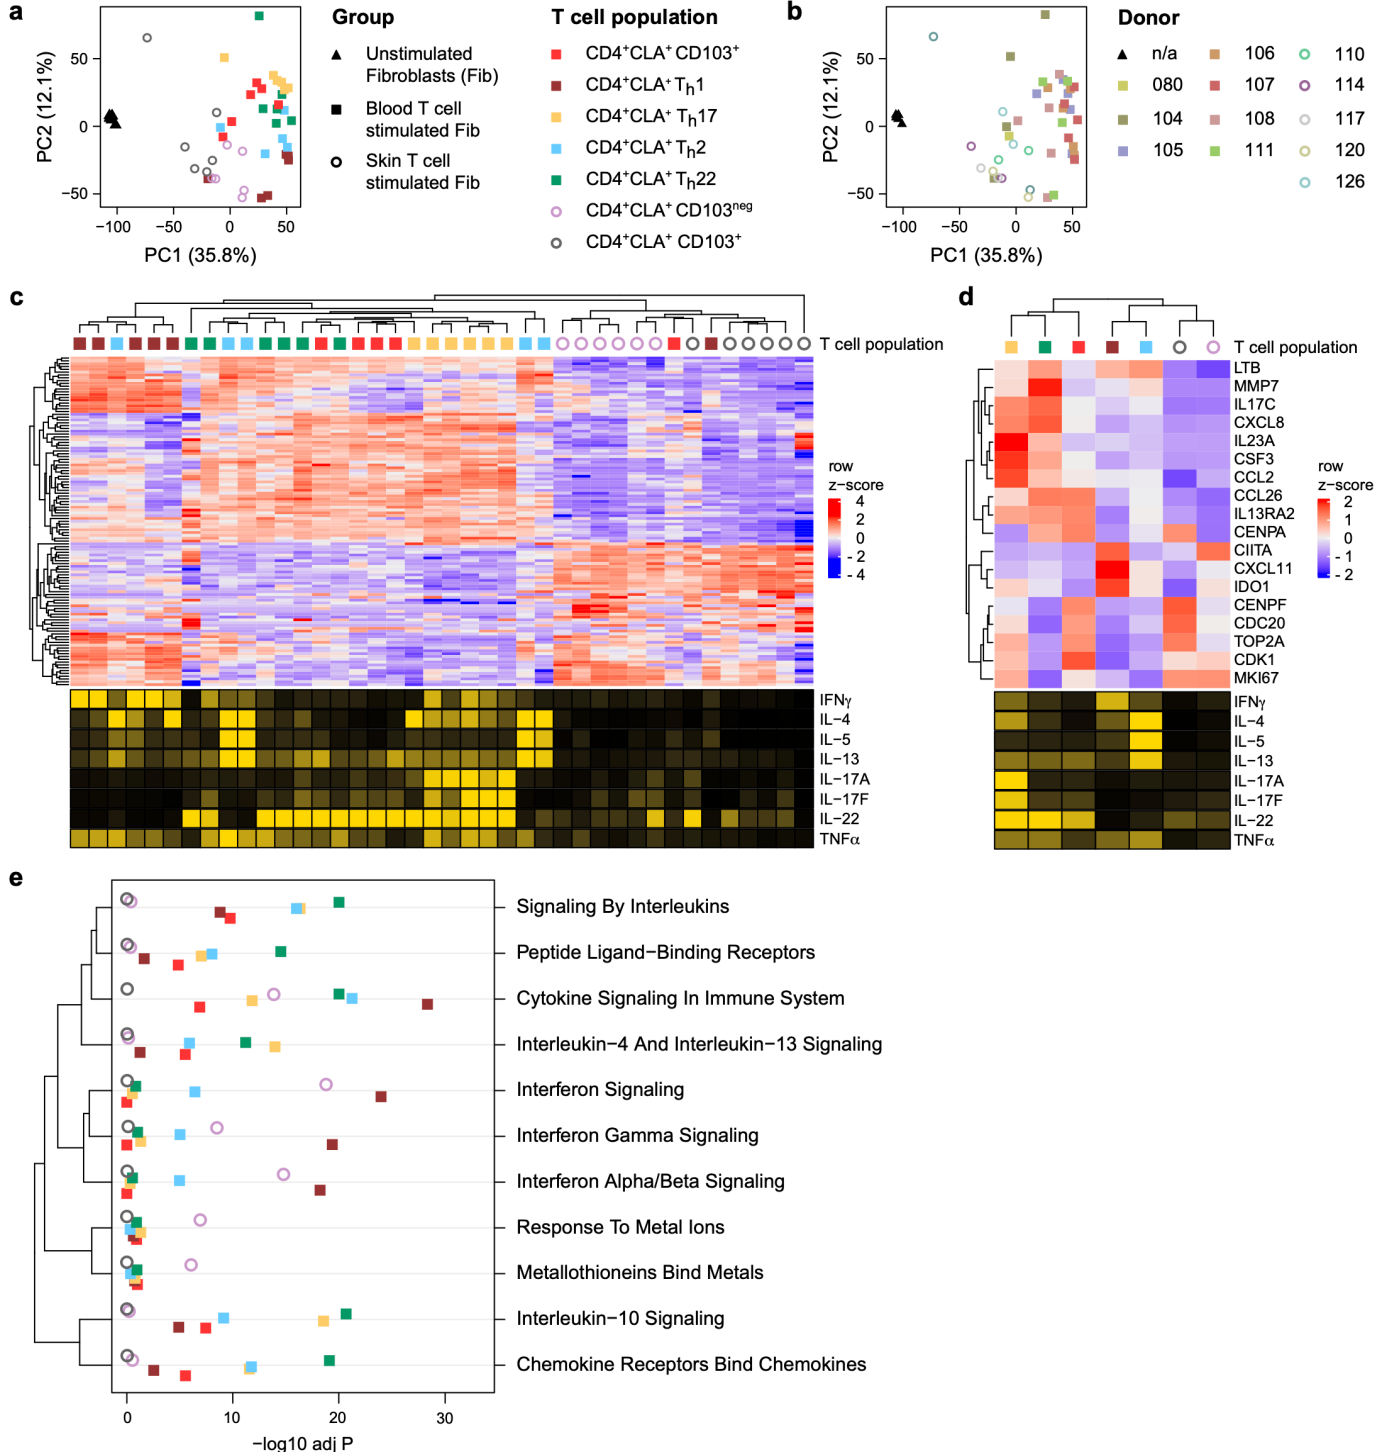 a
50
0
−50
PC2 (12.1%)
−100
−50
0
50
PC1 (35.8%)
Group
Unstimulated
Fibroblasts (Fib)
Blood T cell
stimulated Fib
Skin T cell
stimulated Fib
T cell population
CD4⁺CLA⁺ CD103⁺
CD4⁺CLA⁺ Tₕ1
CD4⁺CLA⁺ Tₕ17
CD4⁺CLA⁺ Tₕ2
CD4⁺CLA⁺ Tₕ22
CD4⁺CLA⁺ CD103ⁿᵉᵍ
CD4⁺CLA⁺ CD103⁺
b
50
0
−50
PC2 (12.1%)
−100
−50
0
50
PC1 (35.8%)
Donor
n/a
080
104
105
106
107
108
111
110
114
117
120
126
c
T cell population
row
z−score
4
2
0
- 2
- 4
IFNγ
IL−4
IL−5
IL−13
IL−17A
IL−17F
IL−22
TNFα
d
T cell population
LTB
MMP7
IL17C
CXCL8
IL23A
CSF3
CCL2
CCL26
IL13RA2
CENPA
CIITA
CXCL11
IDO1
CENPF
CDC20
TOP2A
CDK1
MKI67
row
z−score
2
1
0
- 1
- 2
IFNγ
IL−4
IL−5
IL−13
IL−17A
IL−17F
IL−22
TNFα
e
Signaling By Interleukins
Peptide Ligand−Binding Receptors
Cytokine Signaling In Immune System
Interleukin−4 And Interleukin−13 Signaling
Interferon Signaling
Interferon Gamma Signaling
Interferon Alpha/Beta Signaling
Response To Metal Ions
Metallothioneins Bind Metals
Interleukin−10 Signaling
Chemokine Receptors Bind Chemokines
0
10
20
30
−log10 adj P